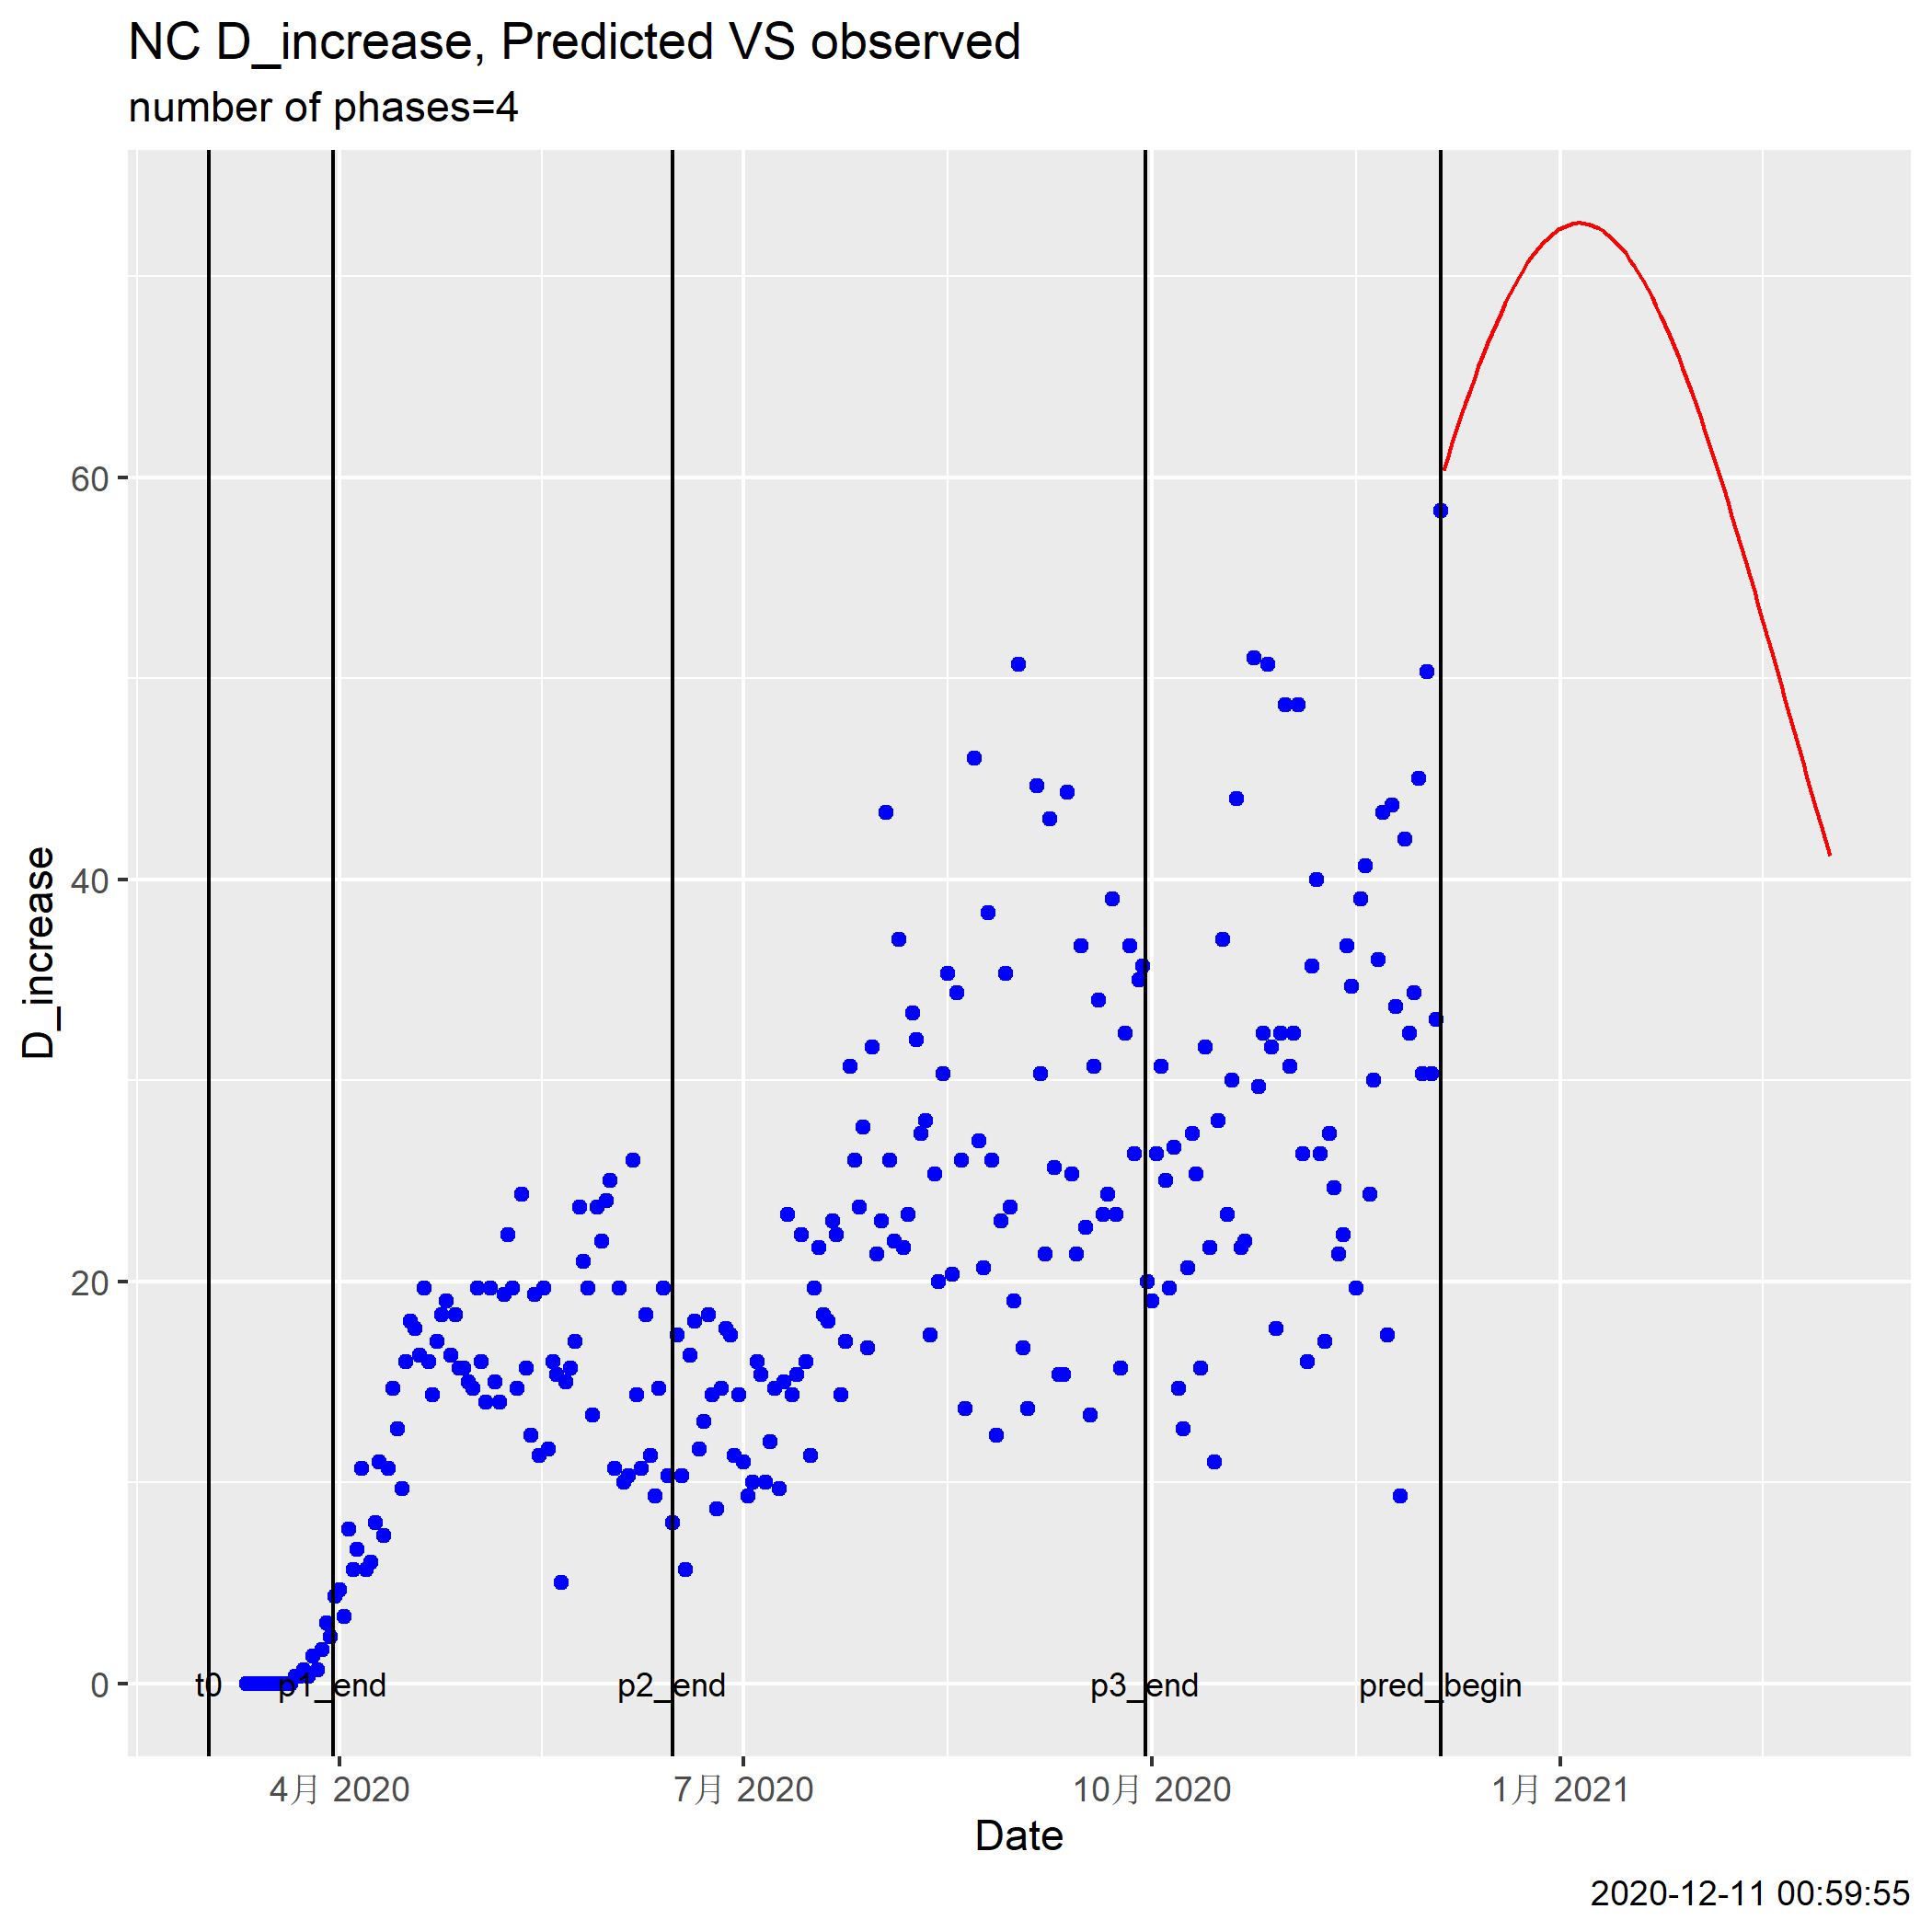 NC D_increase, Predicted VS observed
number of phases=4
D_increase
60
40
20
0
t0
p1_end
p2_end
p3_end
pred_begin
4月 2020
7月 2020
10月 2020
1月 2021
Date
2020-12-11 00:59:55